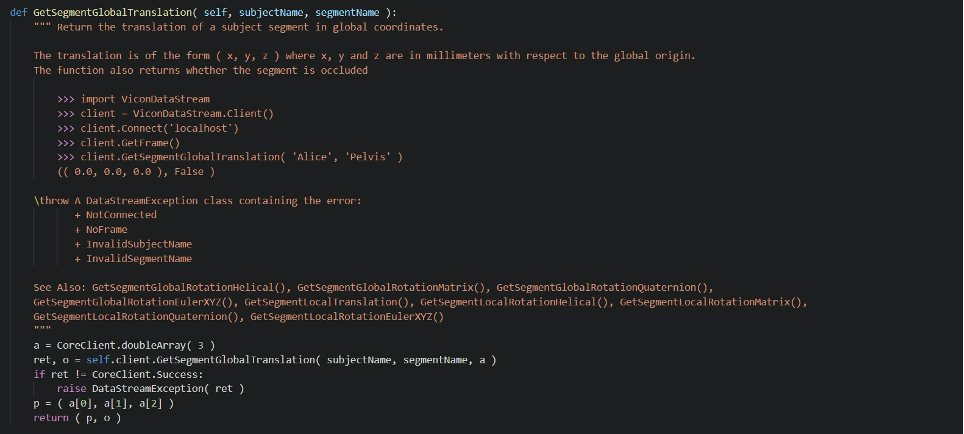 def GetSegmentGlobalTranslation( self, subjectName, segmentName ):
""" Return the translation of a subject segment in global coordinates.
The translation is of the form ( x, y, z ) where x, y and z are in millimeters with respect to the global origin.
The function also returns whether the segment is occluded
>>> import ViconDataStream
>>> client = ViconDataStream.Client()
>>> client.Connect('localhost')
>>> client.GetFrame()
>>> client.GetSegmentGlobalTranslation( 'Alice', 'Pelvis' )
(( 0.0, 0.0, 0.0 ), False )
\throw A DataStreamException class containing the error:
+ NotConnected
+ NoFrame
+ InvalidSubjectName
+ InvalidSegmentName
See Also: GetSegmentGlobalRotationHelical(), GetSegmentGlobalRotationMatrix(), GetSegmentGlobalRotationQuaternion(),
GetSegmentGlobalRotationEulerXYZ(), GetSegmentLocalTranslation(), GetSegmentLocalRotationHelical(), GetSegmentLocalRotationMatrix(),
GetSegmentLocalRotationQuaternion(), GetSegmentLocalRotationEulerXYZ()
"""
a = CoreClient.doubleArray( 3 )
ret, o = self.client.GetSegmentGlobalTranslation( subjectName, segmentName, a )
if ret != CoreClient.Success:
raise DataStreamException( ret )
p = ( a[0], a[1], a[2] )
return ( p, o )